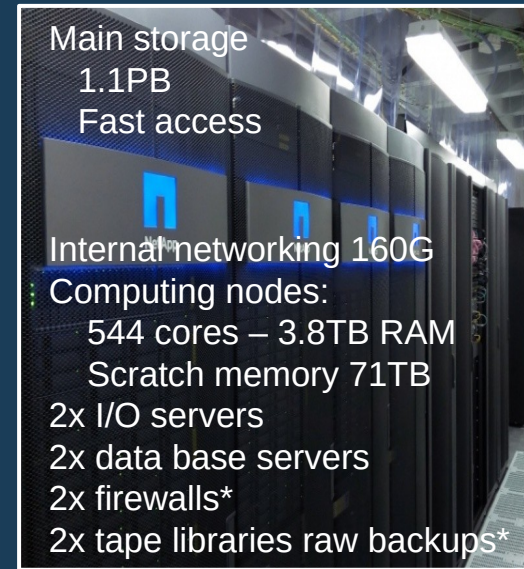 Main storage
1.1PB
Fast access
NetApp
Internal networking 160G
Computing nodes:
544 cores – 3.8TB RAM
Scratch memory 71TB
2x I/O servers
2x data base servers
2x firewalls*
2x tape libraries raw backups*